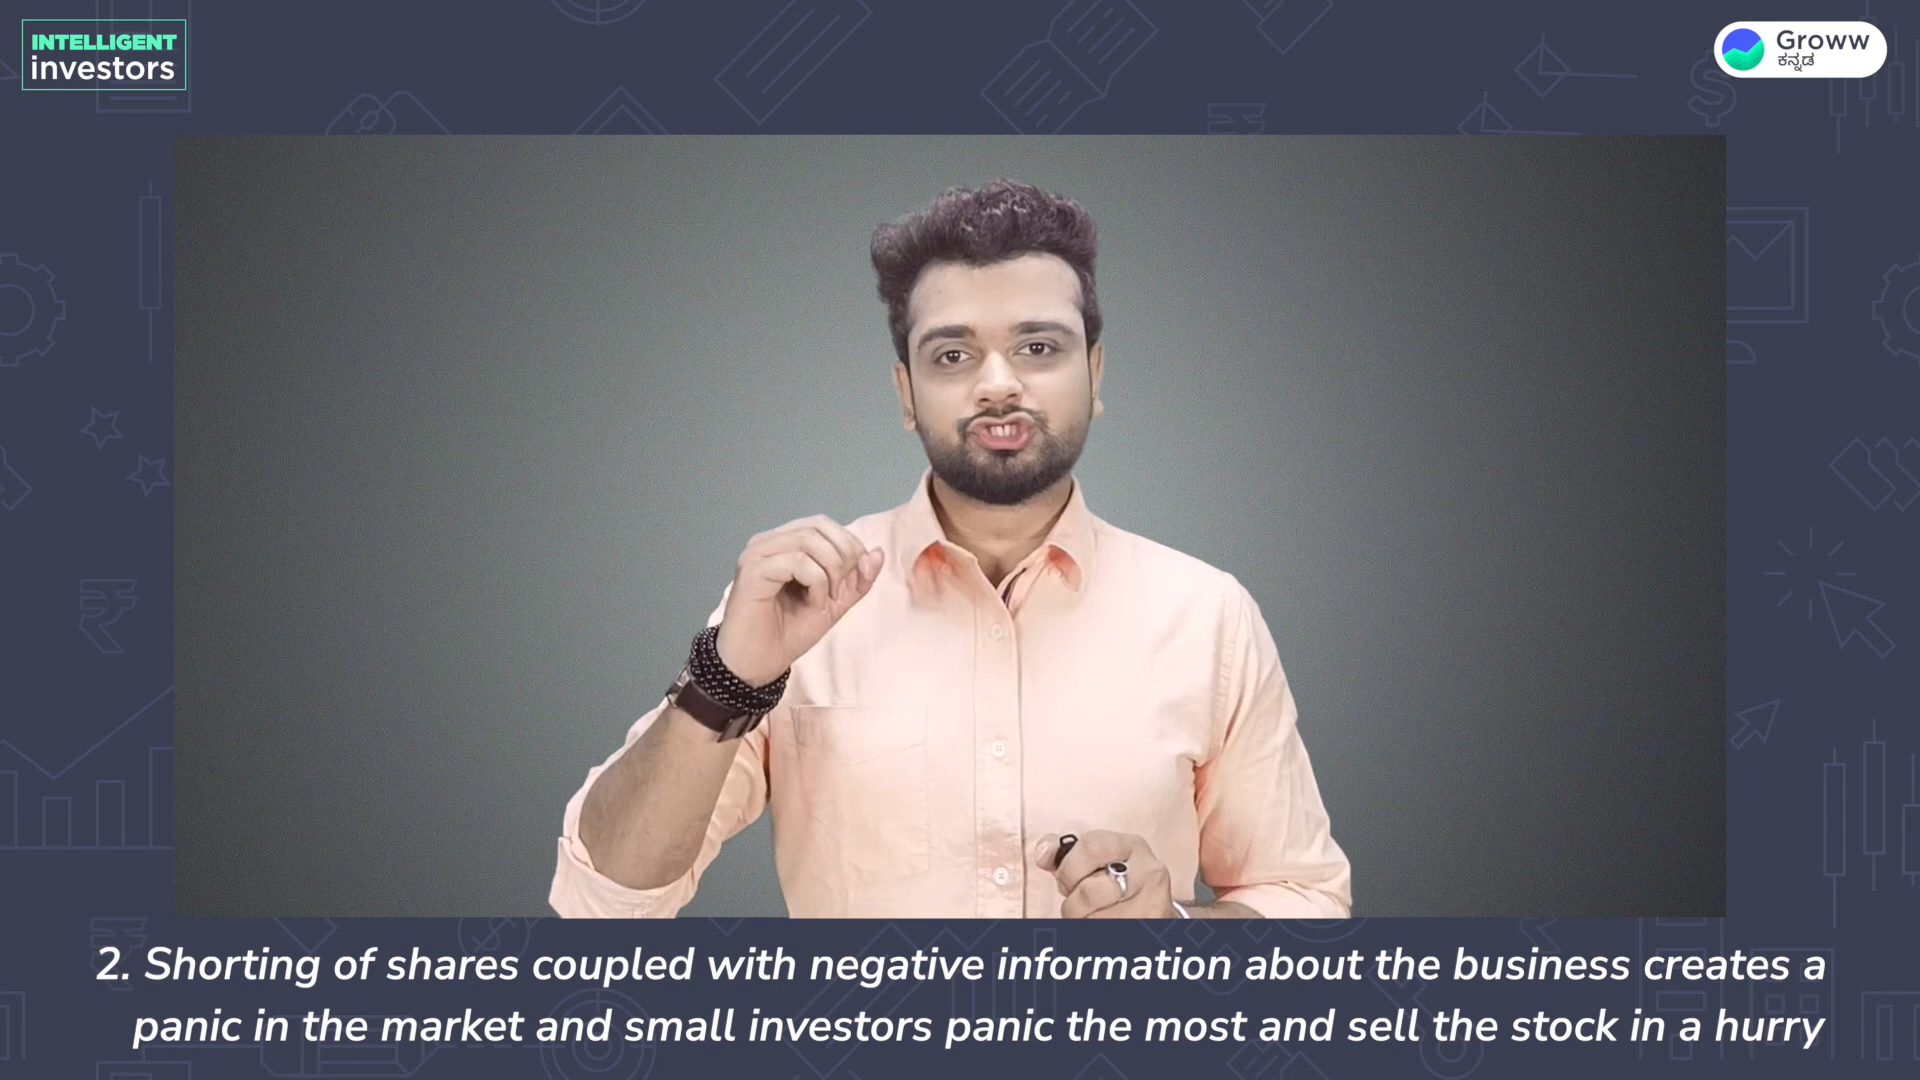 INTELLIGENT
investors
Groww
ಕನ್ನಡ
2. Shorting of shares coupled with negative information about the business creates a
panic in the market and small investors panic the most and sell the stock in a hurry